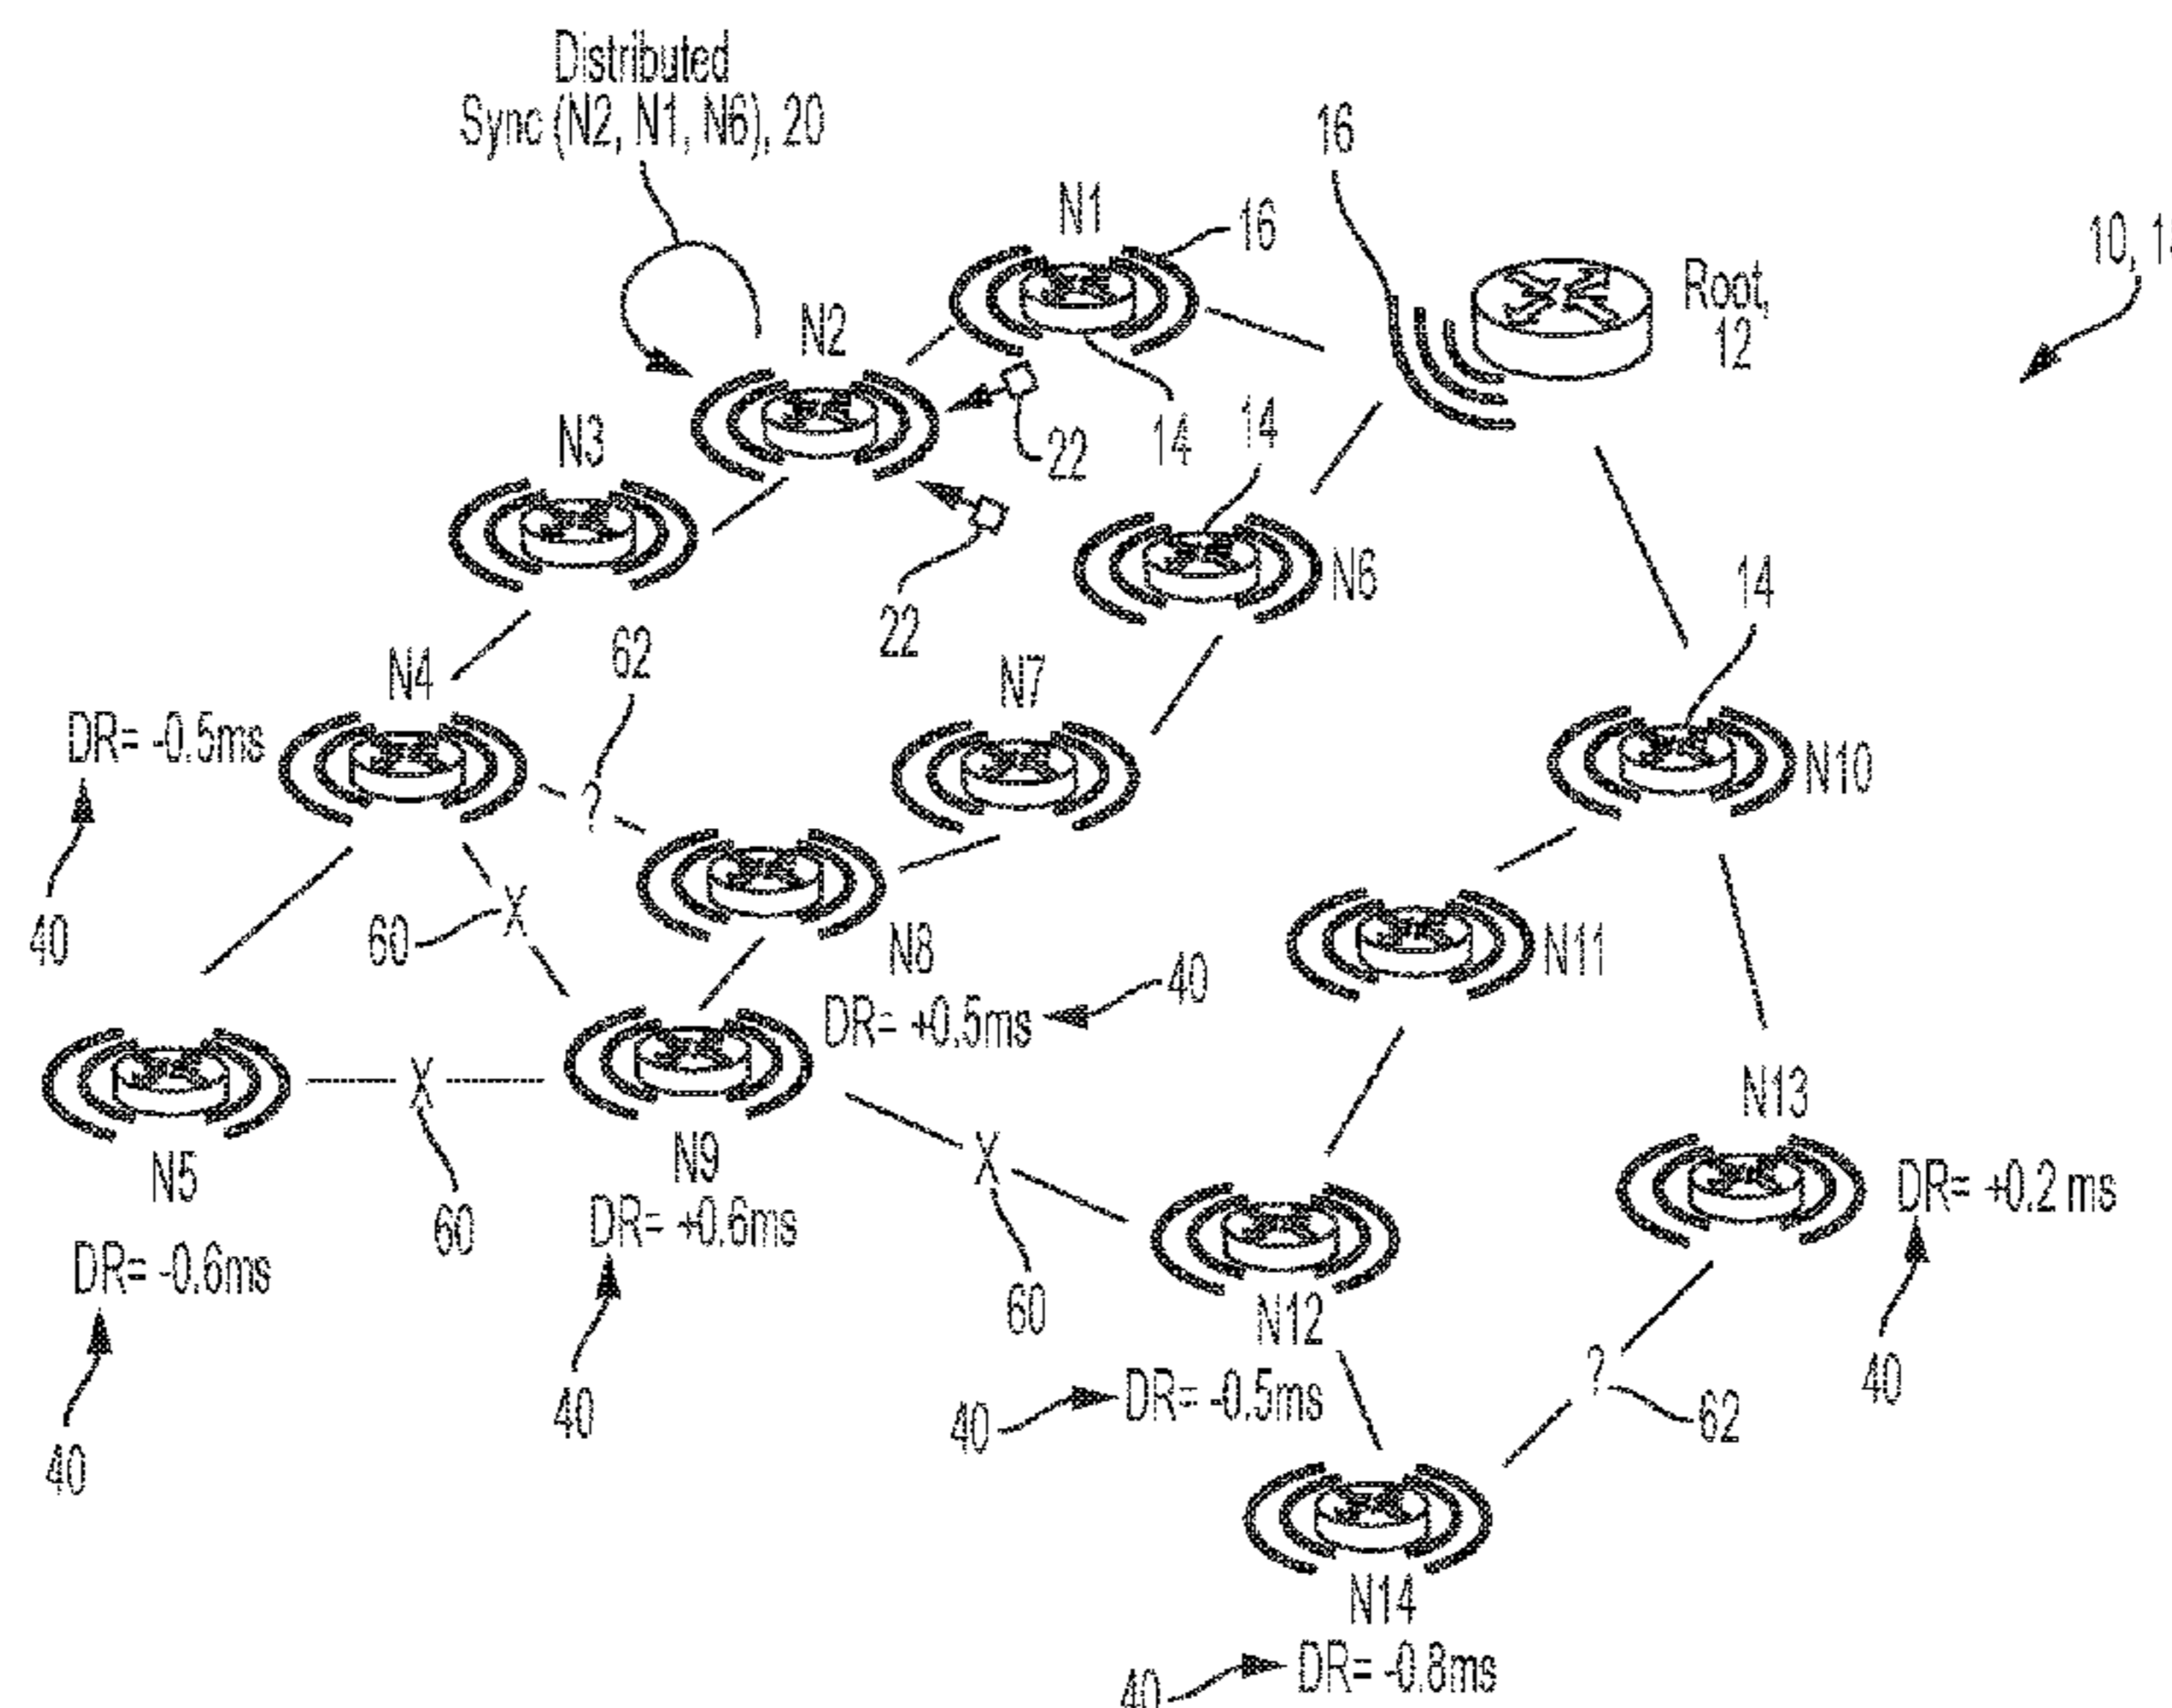 Distributed
Sync (N2, N1, N6), 20
16
N1
16
10, 1
Root,
12
N2
22
14
14
N3
22
N6
62
14
N4
N7
DR= -0.5ms
?
N10
40
X
60
N8
40
N11
DR= +0.5ms
X
N13
N5
60
N9
X
DR= +0.2 ms
DR= +0.6ms
DR= -0.6ms
60
N12
?
40
40
DR= -0.5ms
40
62
40
N14
40
DR= -0.8ms